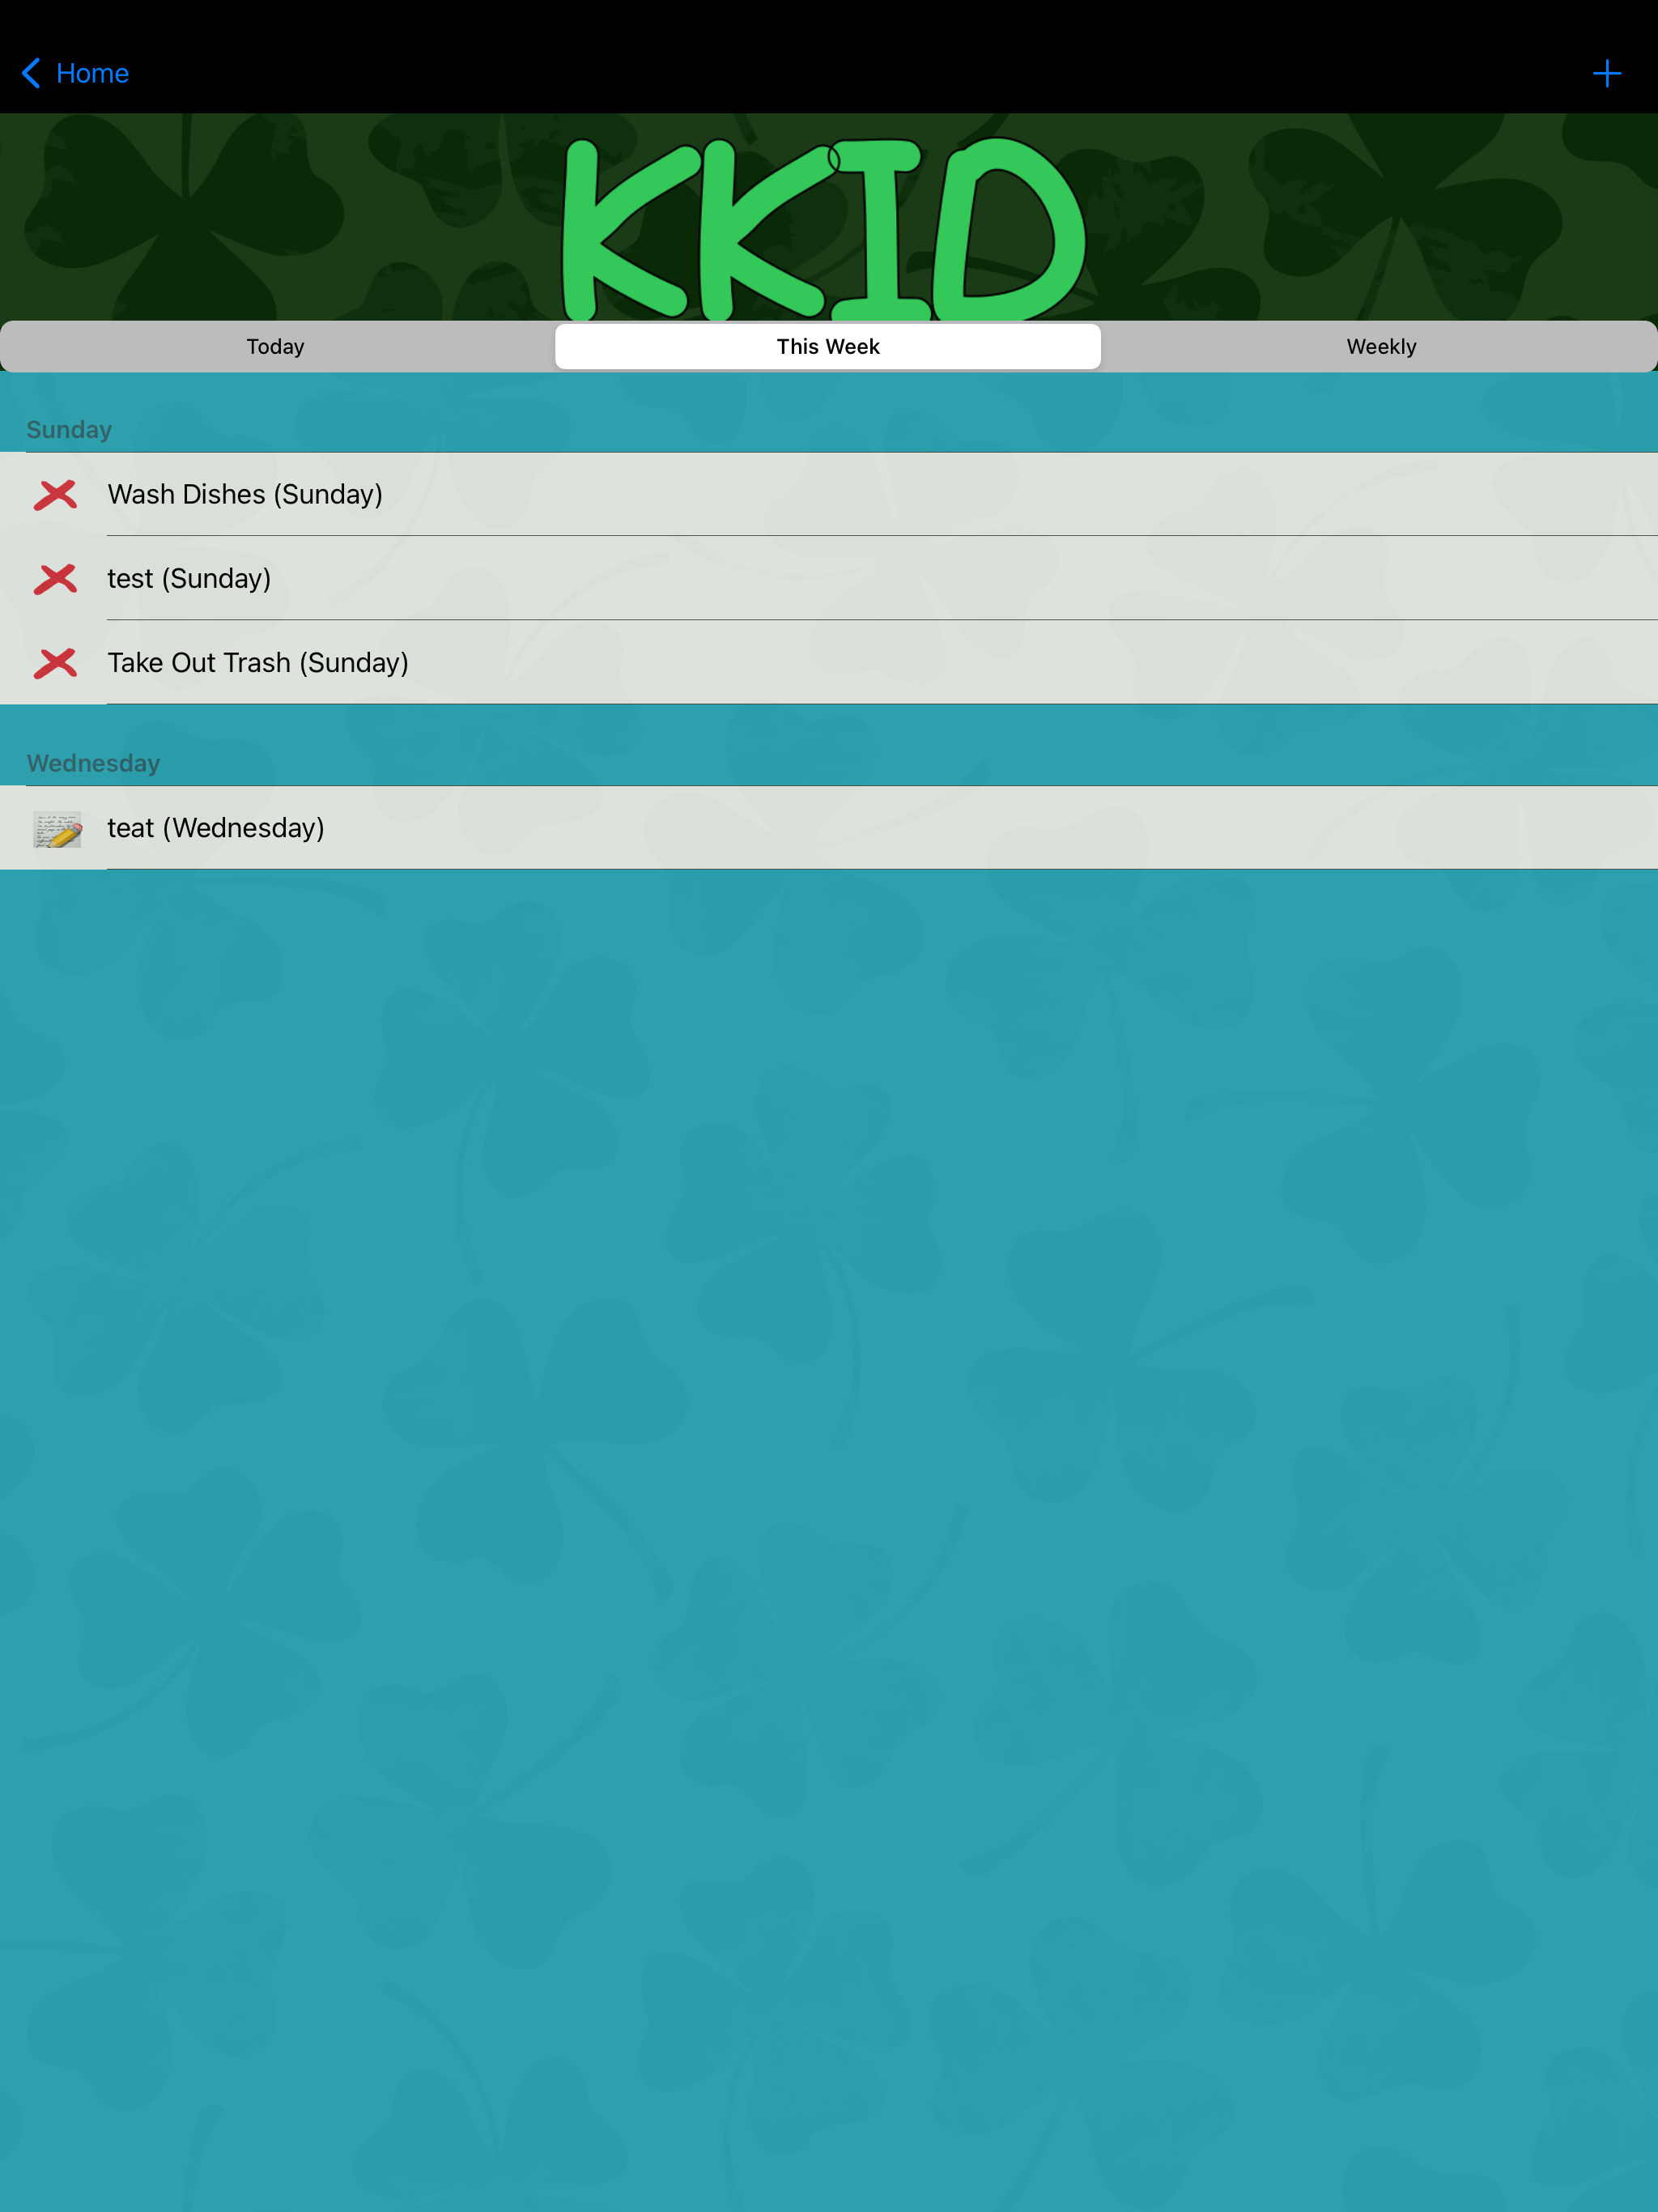 Home
KKID
Today
This Week
Weekly
Sunday
Wash Dishes (Sunday)
test (Sunday)
Take Out Trash (Sunday)
Wednesday
teat (Wednesday)